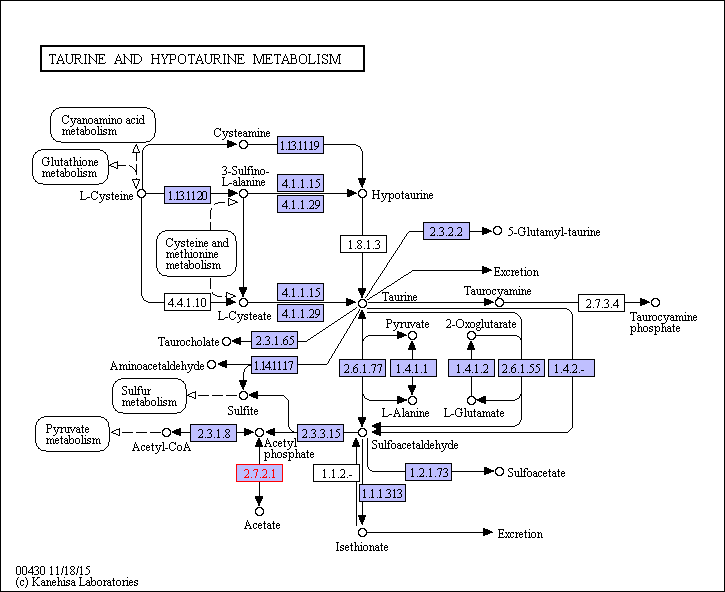 TAURINE AND HYPOTAURINE METABOLISM
Cyanoamino acid
metabolism
Cysteamine
1.13.11.19
Glutathione
metabolism
3-Sulfino-
L-alanine
4.1.1.15
L-Cysteine
1.13.11.20
4.1.1.29
Hypotaurine
2.3.2.2
5-Glutamyl-taurine
Cysteine and
methionine
metabolism
1.8.1.3
Excretion
4.1.1.15
Taurine
Taurocyamine
4.4.1.10
2.7.3.4
L-Cysteate
4.1.1.29
Taurocyamine
phosphate
Pyruvate
2-Oxoglutarate
Taurocholate
2.3.1.65
Aminoacetaldehyde
1.14.11.17
2.6.1.77
1.4.1.1
1.4.1.2
2.6.1.55
1.4.2.-
Sulfur
metabolism
Sulfite
L-Alanine
L-Glutamate
Pyruvate
metabolism
2.3.1.8
2.3.3.15
Acetyl-CoA
Acetyl
phosphate
Sulfoacetaldehyde
2.7.2.1
1.1.2.-
1.2.1.73
Sulfoacetate
1.1.1.313
Acetate
Excretion
Isethionate
00430 11/18/15
(c) Kanehisa Laboratories